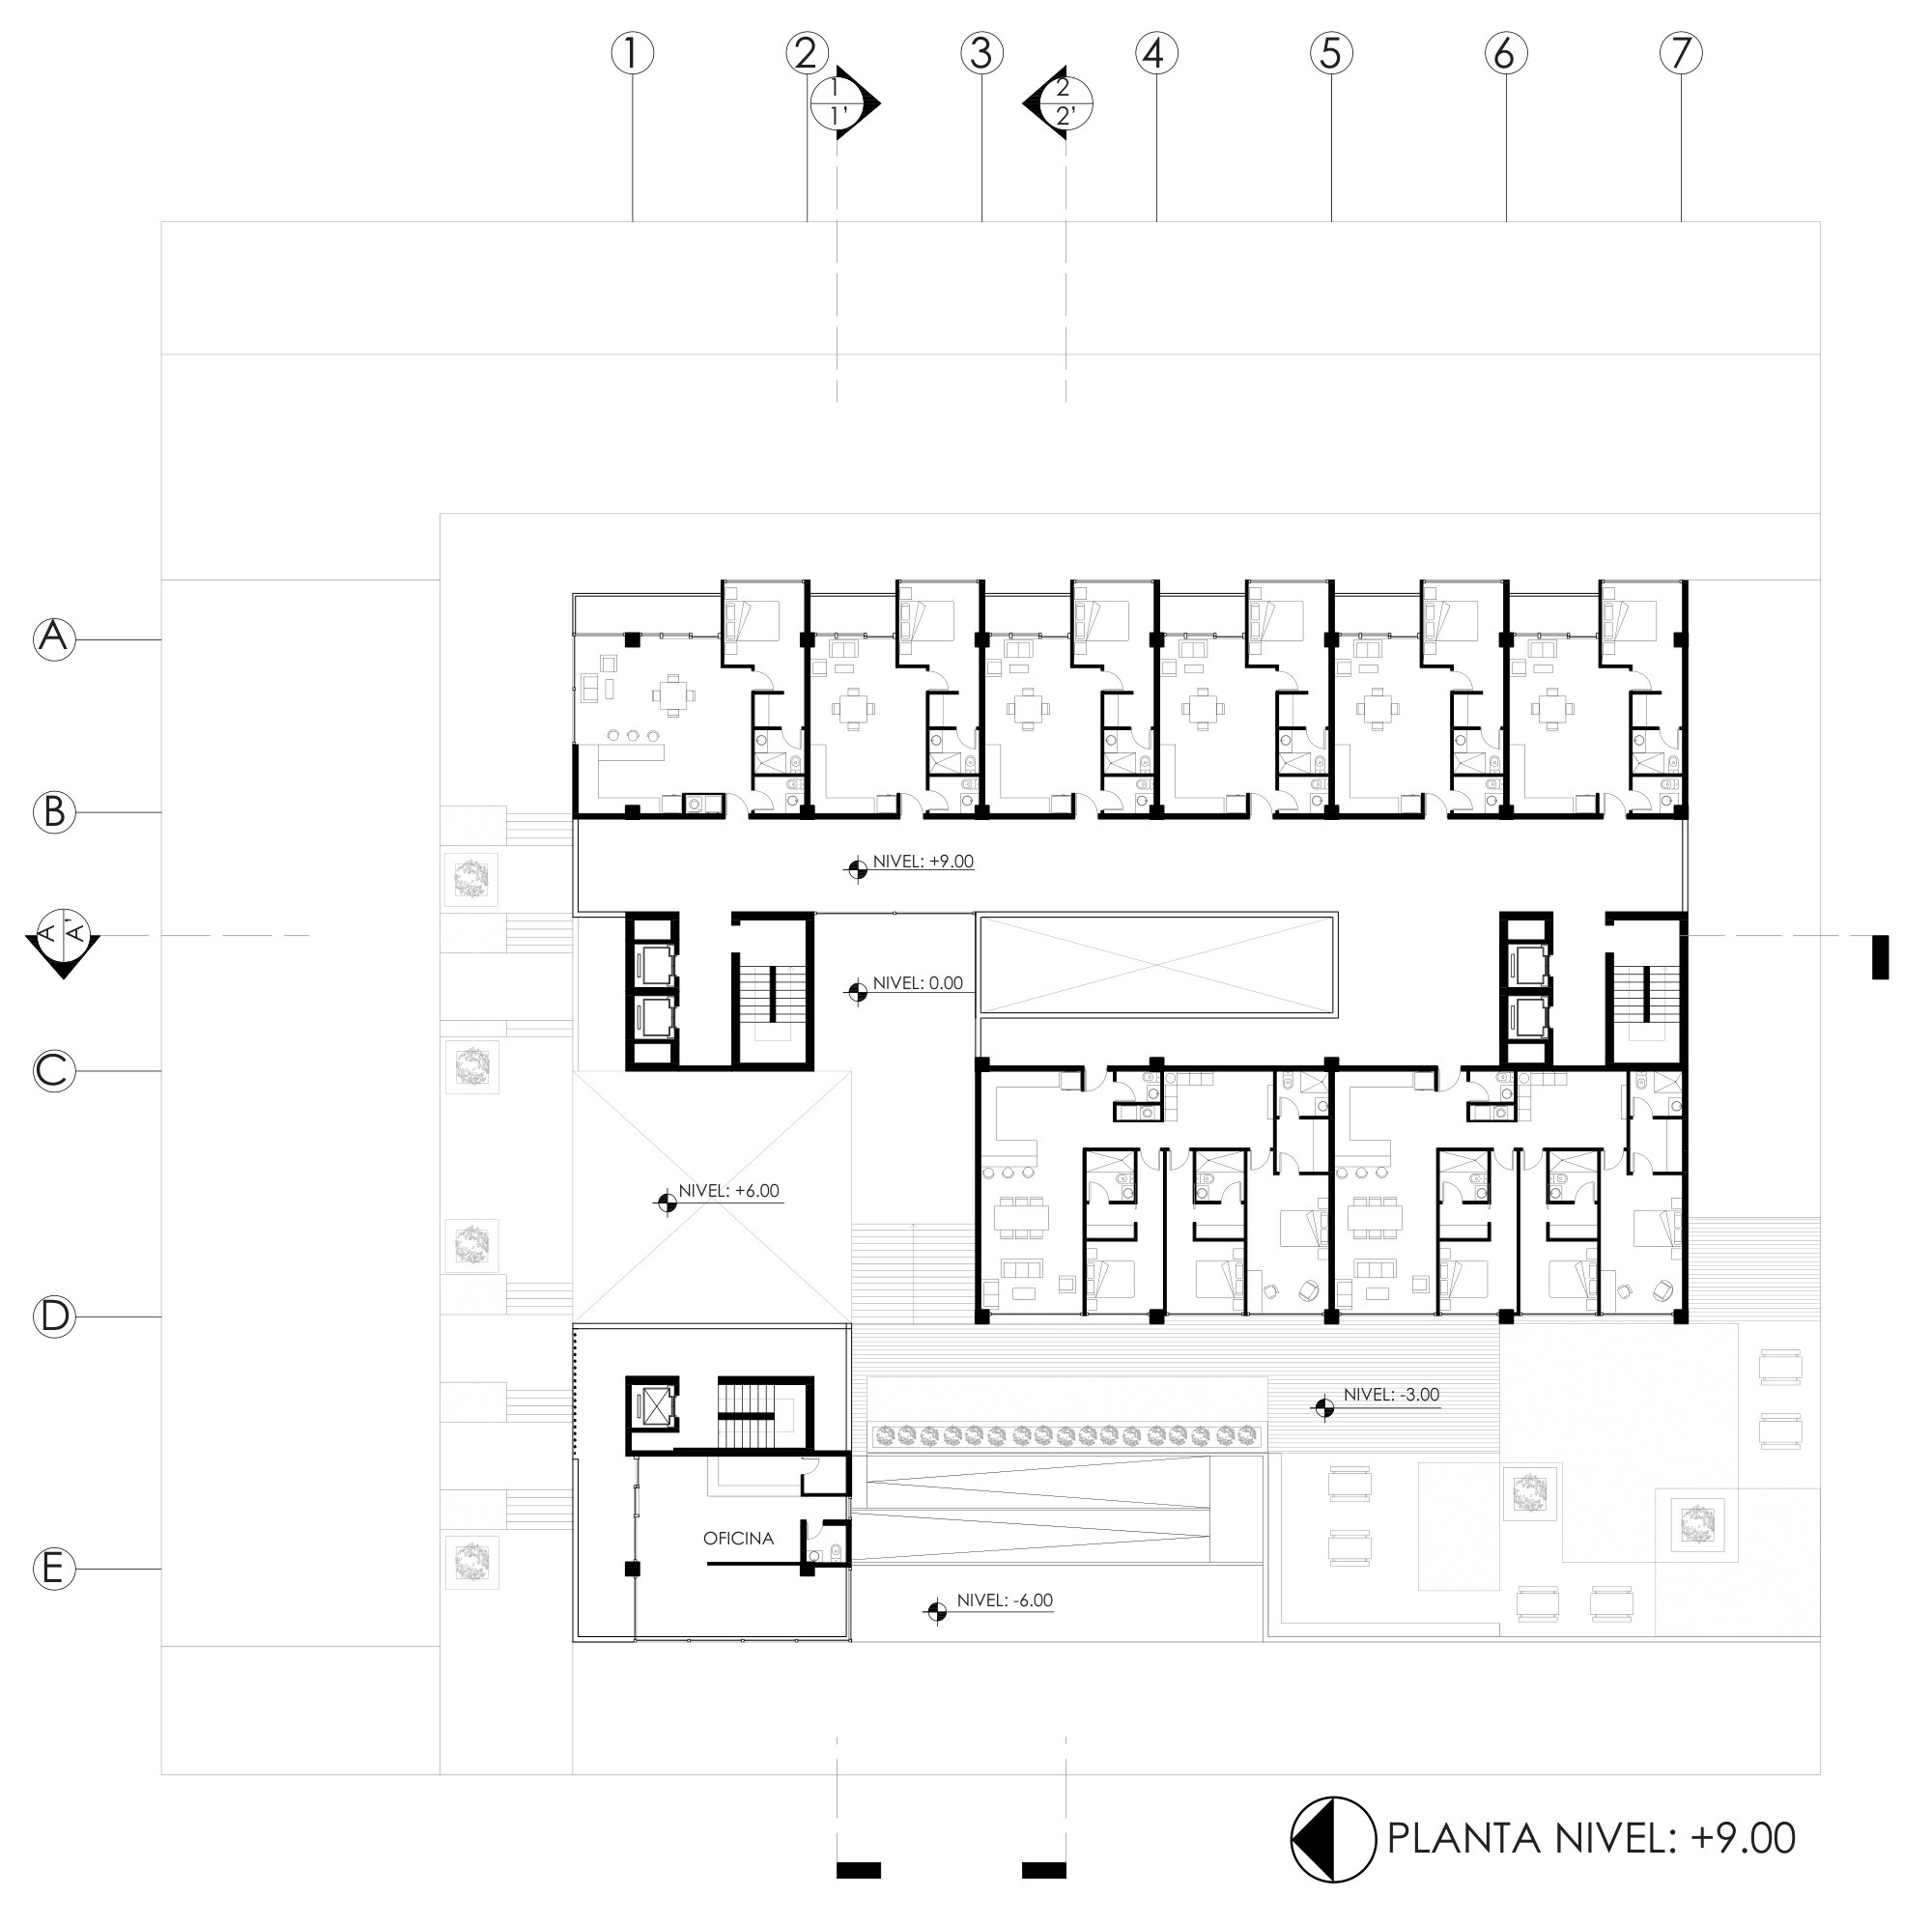 1
2
3
4
5
6
7
1
1'
2
2'
A
B
NIVEL: +9.00
A
A'
NIVEL: 0.00
C
NIVEL: +6.00
D
NIVEL: -3.00
OFICINA
E
NIVEL: -6.00
PLANTA NIVEL: +9.00